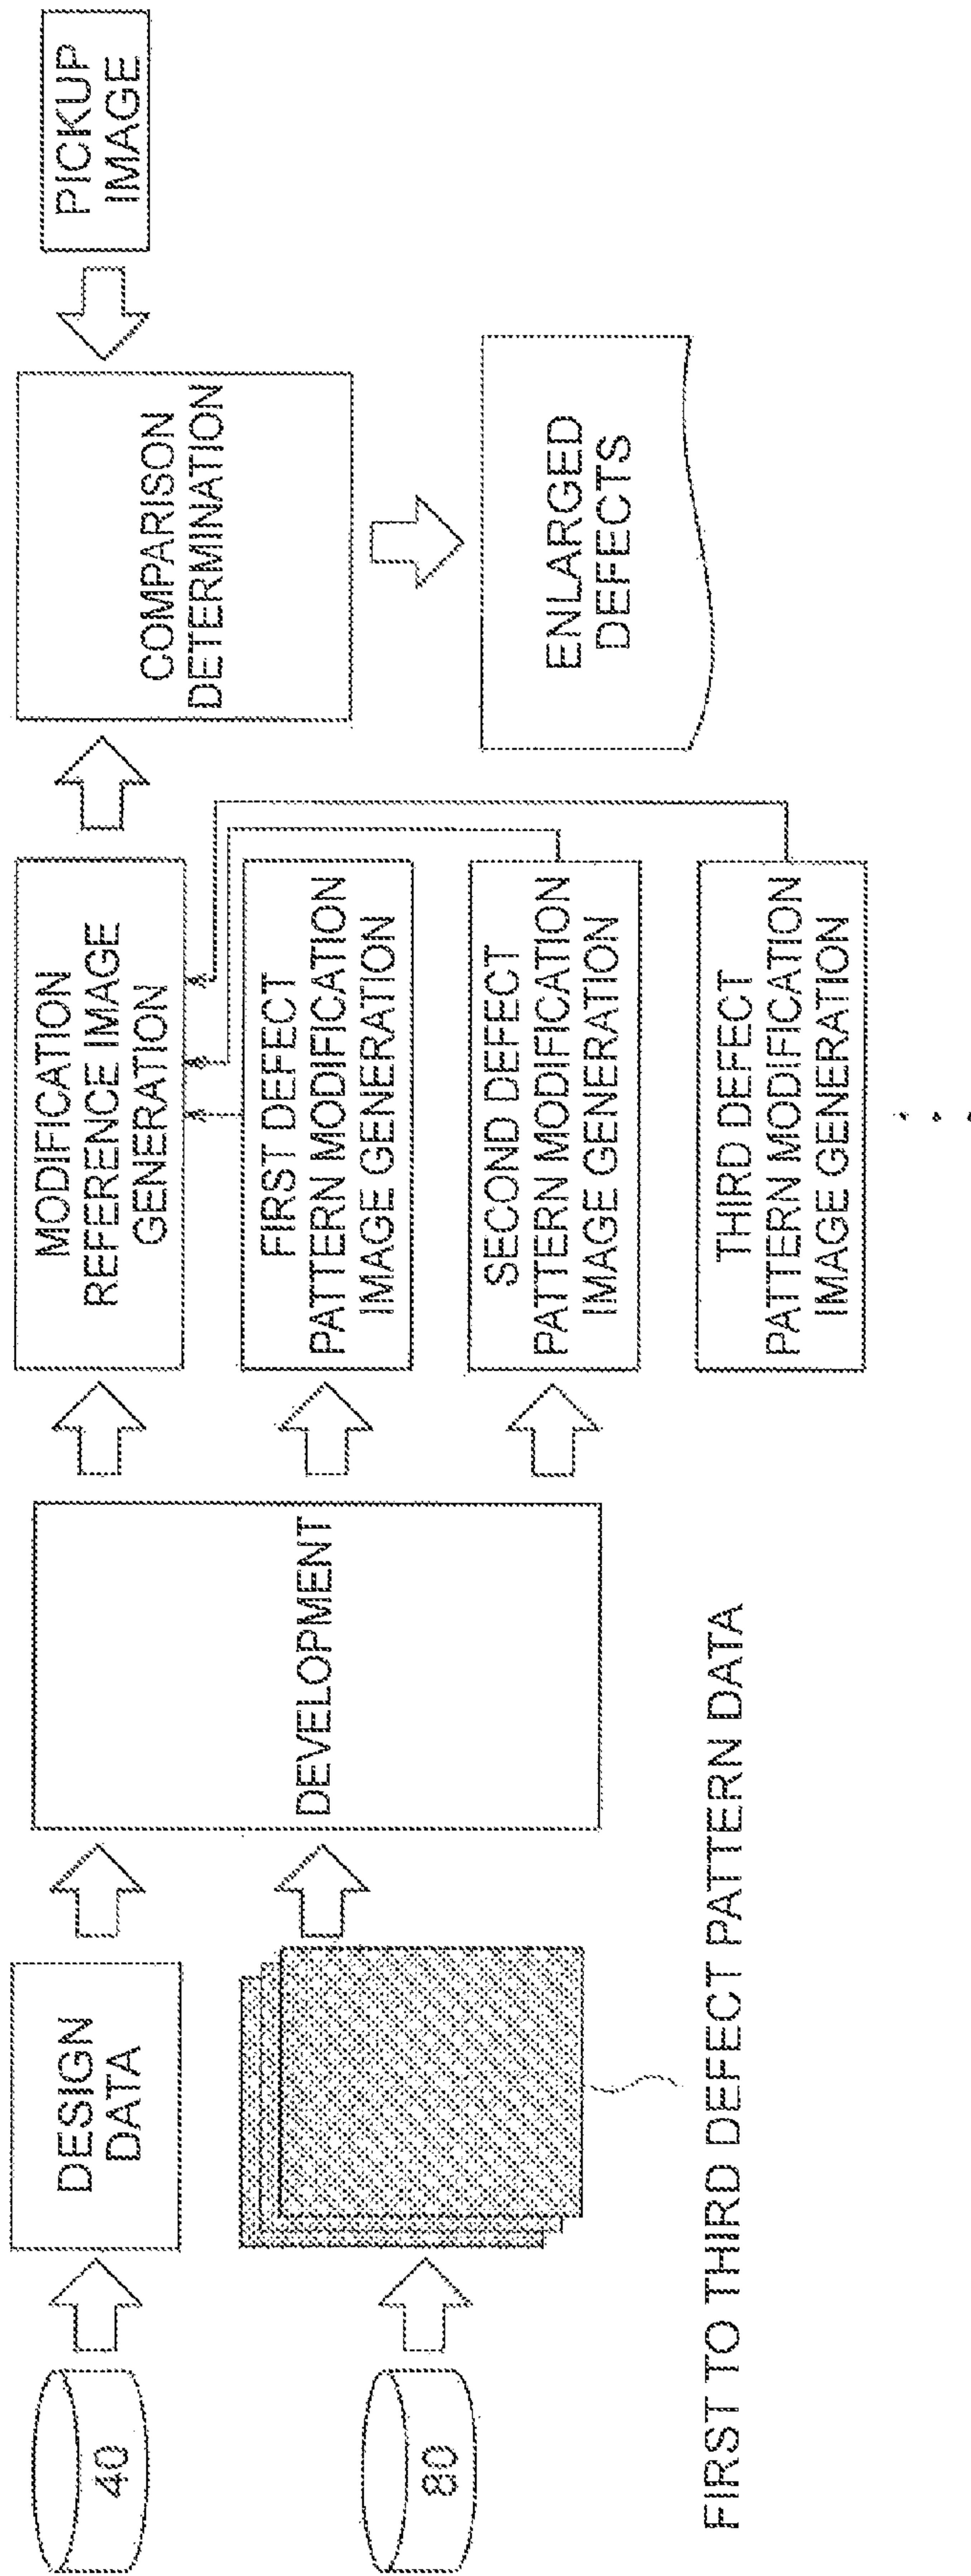 40
DESIGN
DATA
80
FIRST TO THIRD DEFECT PATTERN DATA
DEVELOPMENT
MODIFICATION
REFERENCE IMAGE
GENERATION
FIRST DEFECT
PATTERN MODIFICATION
IMAGE GENERATION
SECOND DEFECT
PATTERN MODIFICATION
IMAGE GENERATION
THIRD DEFECT
PATTERN MODIFICATION
IMAGE GENERATION
COMPARISON
DETERMINATION
ENLARGED
DEFECTS
PICKUP
IMAGE